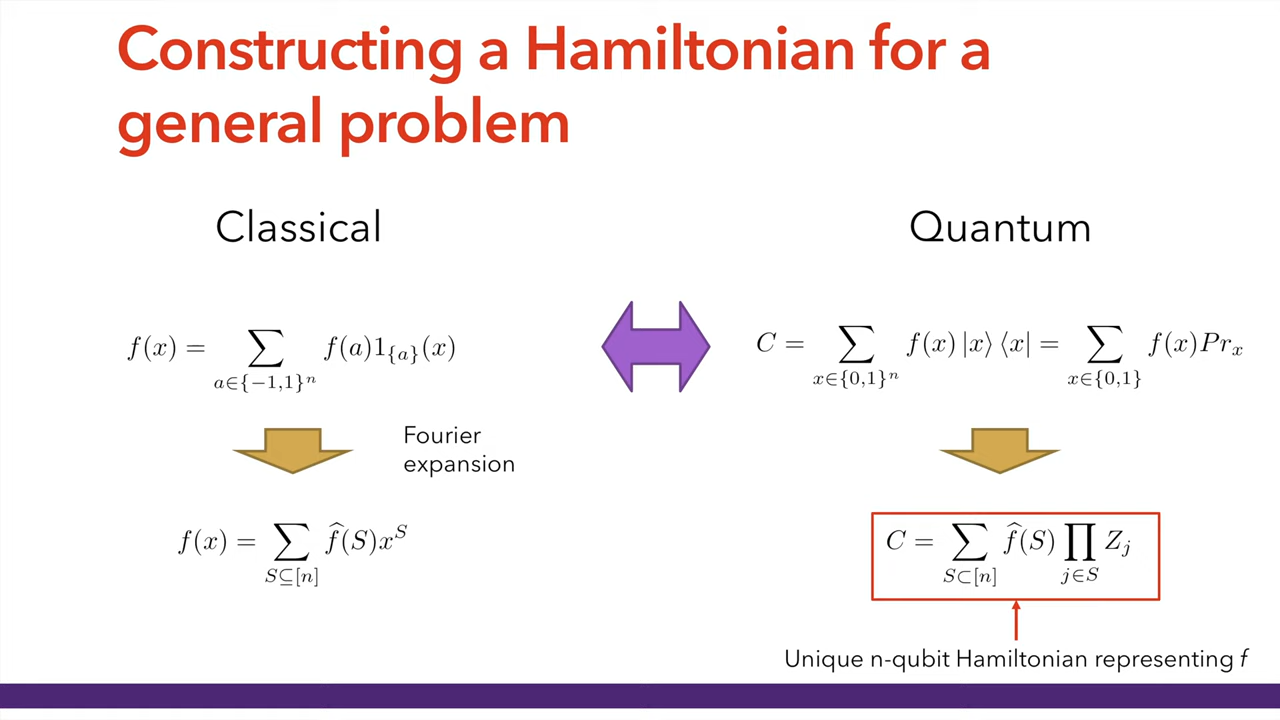 Constructing a Hamiltonian for a
general problem
Classical
Quantum
f(x) = ∑_{a∈{−1,1}ⁿ} f(a)1_{{a}}(x)
C = ∑_{x∈{0,1}ⁿ} f(x) |x⟩ ⟨x| = ∑_{x∈{0,1}} f(x)Pr_x
Fourier
expansion
f(x) = ∑_{S⊆[n]} f̂(S)x^S
C = ∑_{S⊂[n]} f̂(S) ∏_{j∈S} Z_j
Unique n-qubit Hamiltonian representing f